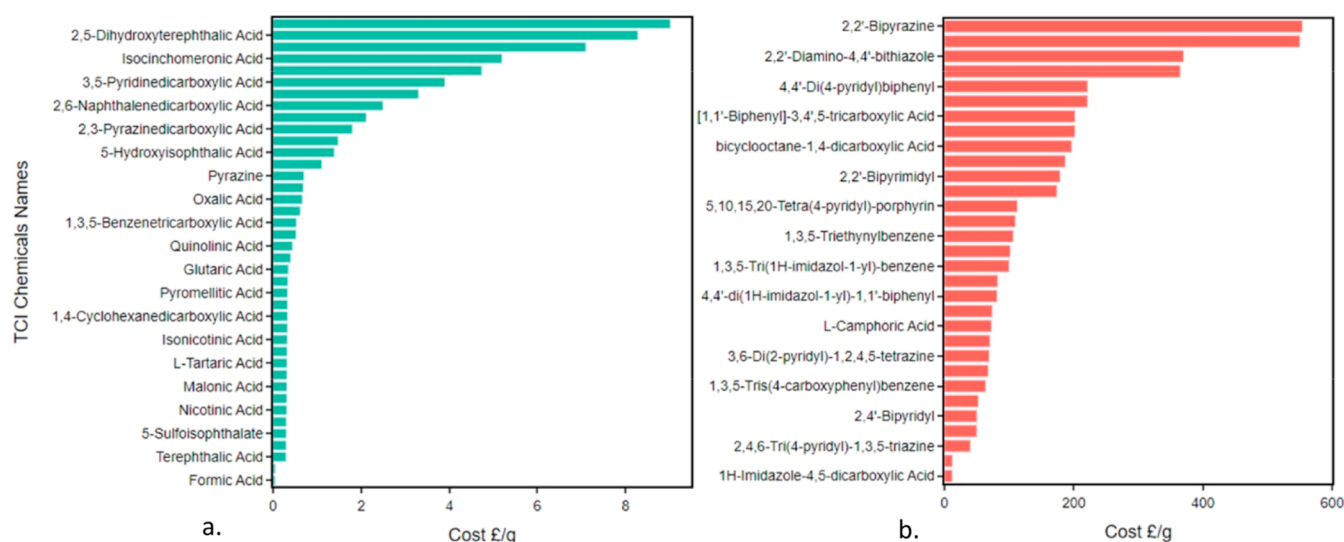 TCI Chemicals Names
2,5-Dihydroxyterephthalic Acid
Isocinchomeronic Acid
3,5-Pyridinedicarboxylic Acid
2,6-Naphthalenedicarboxylic Acid
2,3-Pyrazinedicarboxylic Acid
5-Hydroxyisophthalic Acid
Pyrazine
Oxalic Acid
1,3,5-Benzenetricarboxylic Acid
Quinolinic Acid
Glutaric Acid
Pyromellitic Acid
1,4-Cyclohexanedicarboxylic Acid
Isonicotinic Acid
L-Tartaric Acid
Malonic Acid
Nicotinic Acid
5-Sulfoisophthalate
Terephthalic Acid
Formic Acid
0 2 4 6 8
a. Cost £/g
2,2'-Bipyrazine
2,2'-Diamino-4,4'-bithiazole
4,4'-Di(4-pyridyl)biphenyl
[1,1'-Biphenyl]-3,4',5-tricarboxylic Acid
bicyclooctane-1,4-dicarboxylic Acid
2,2'-Bipyrimidyl
5,10,15,20-Tetra(4-pyridyl)-porphyrin
1,3,5-Triethynylbenzene
1,3,5-Tri(1H-imidazol-1-yl)-benzene
4,4'-di(1H-imidazol-1-yl)-1,1'-biphenyl
L-Camphoric Acid
3,6-Di(2-pyridyl)-1,2,4,5-tetrazine
1,3,5-Tris(4-carboxyphenyl)benzene
2,4'-Bipyridyl
2,4,6-Tri(4-pyridyl)-1,3,5-triazine
1H-Imidazole-4,5-dicarboxylic Acid
0 200 400 600
b. Cost £/g